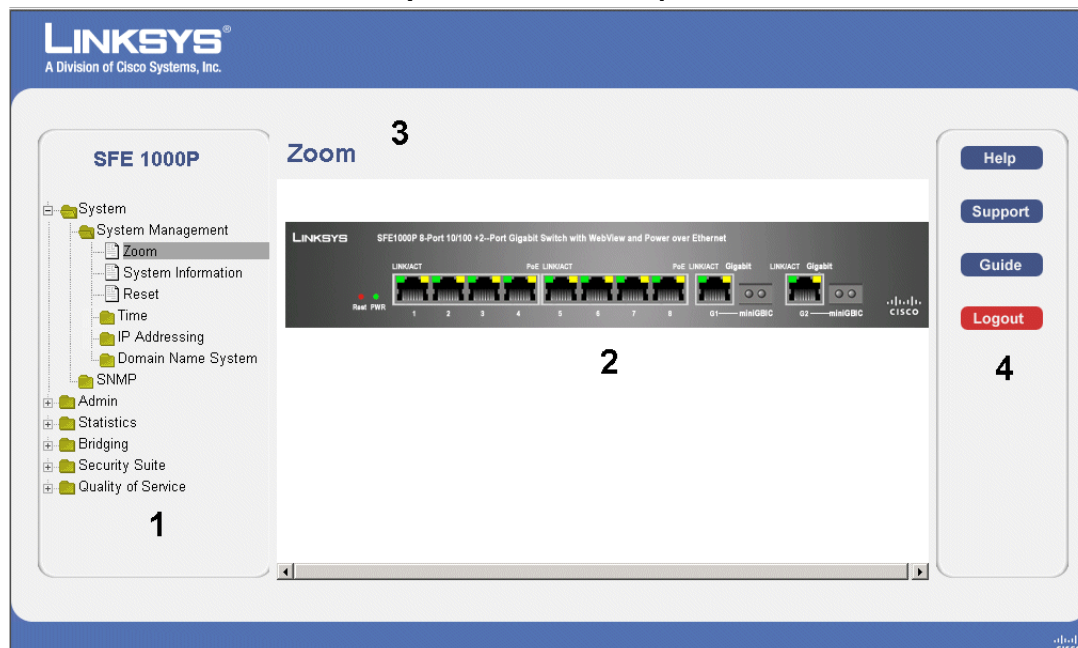 LINKSYS®
A Division of Cisco Systems, Inc.
SFE 1000P
System
System Management
Zoom
System Information
Reset
Time
IP Addressing
Domain Name System
SNMP
Admin
Statistics
Bridging
Security Suite
Quality of Service
1
Zoom
3
LINKSYS SFE1000P 8-Port 10/100 +2--Port Gigabit Switch with WebView and Power over Ethernet
LINK/ACT PoE LINK/ACT PoE LINK/ACT Gigabit LINK/ACT Gigabit
Rest PWR 1 2 3 4 5 6 7 8 G1 miniGBIC G2 miniGBIC CISCO
2
Help
Support
Guide
Logout
4